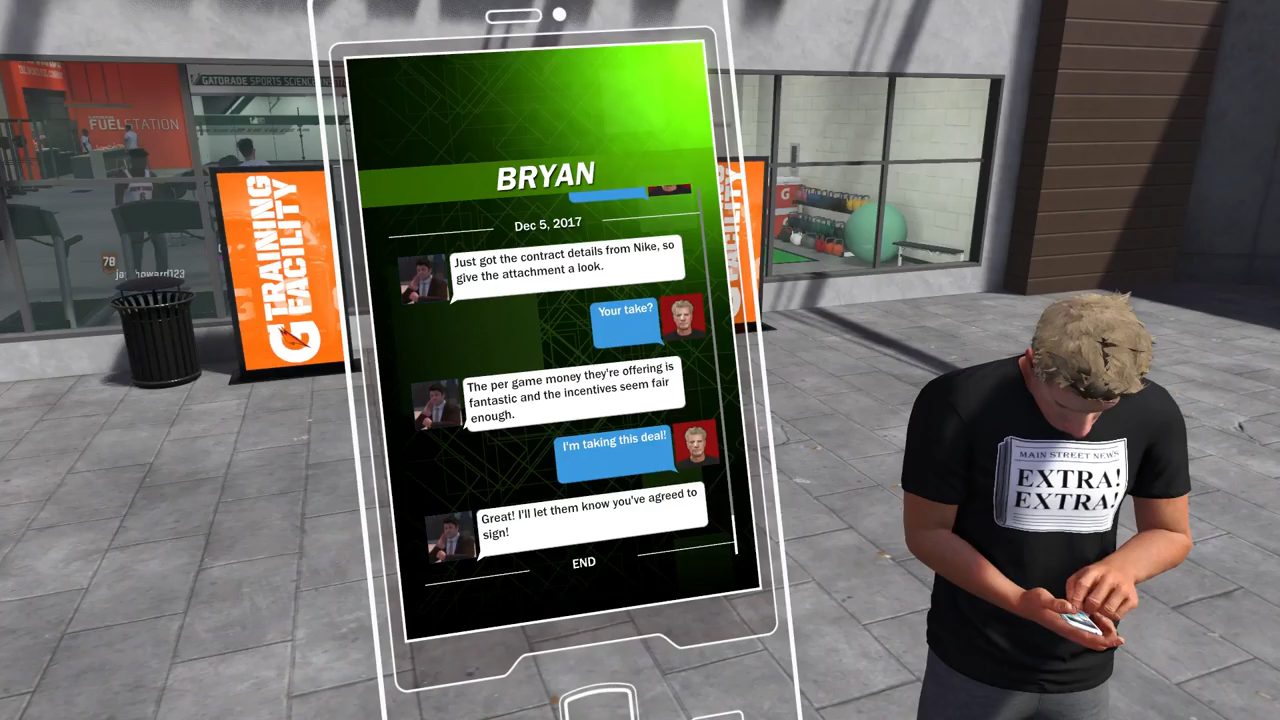 GATORADE SPORTS SCIENCE
FUELSTATION
TRAINING
FACILITY
G
78
BRYAN
Dec 5, 2017
Just got the contract details from Nike, so
give the attachment a look.
Your take?
The per game money they're offering is
fantastic and the incentives seem fair
enough.
I'm taking this deal!
Great! I'll let them know you've agreed to
sign!
END
FACILITY
G
MAIN STREET NEWS
EXTRA!
EXTRA!